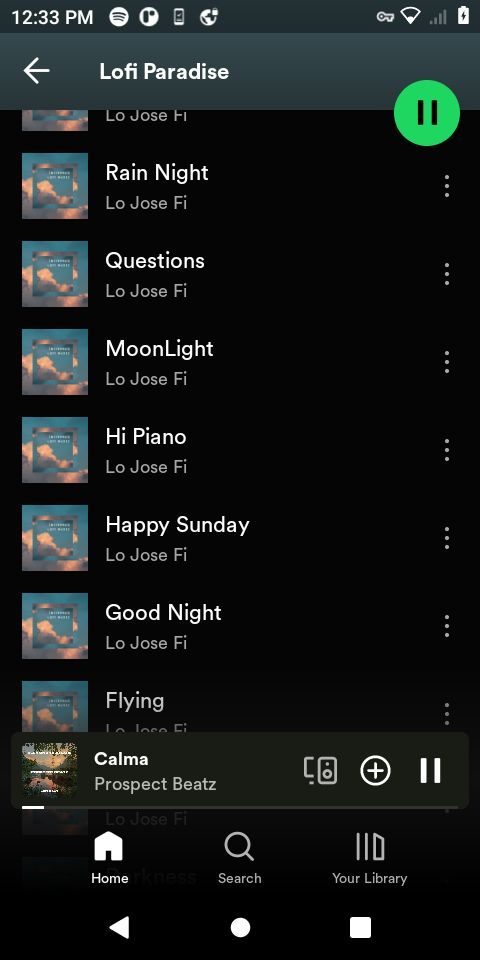 12:33 PM
Lofi Paradise
Lo Jose Fi
Rain Night
Lo Jose Fi
Questions
Lo Jose Fi
MoonLight
Lo Jose Fi
Hi Piano
Lo Jose Fi
Happy Sunday
Lo Jose Fi
Good Night
Lo Jose Fi
Flying
Lo Jose Fi
Calma
Prospect Beatz
Lo Jose Fi
Darkness
Home
Search
Your Library